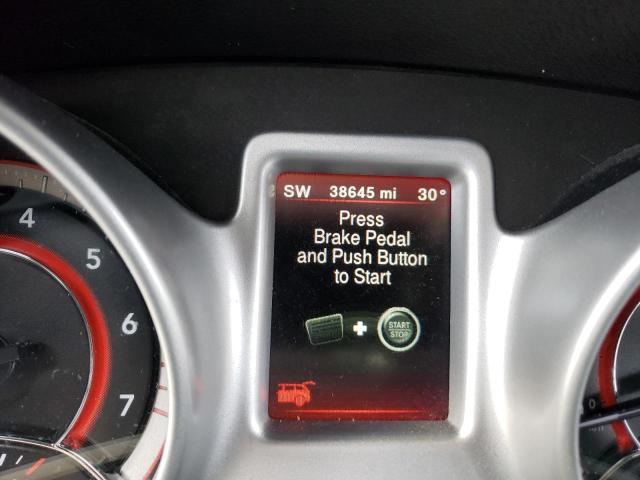 SW 38645 mi 30°
Press
Brake Pedal
and Push Button
to Start
START
STOP
4
5
6
7